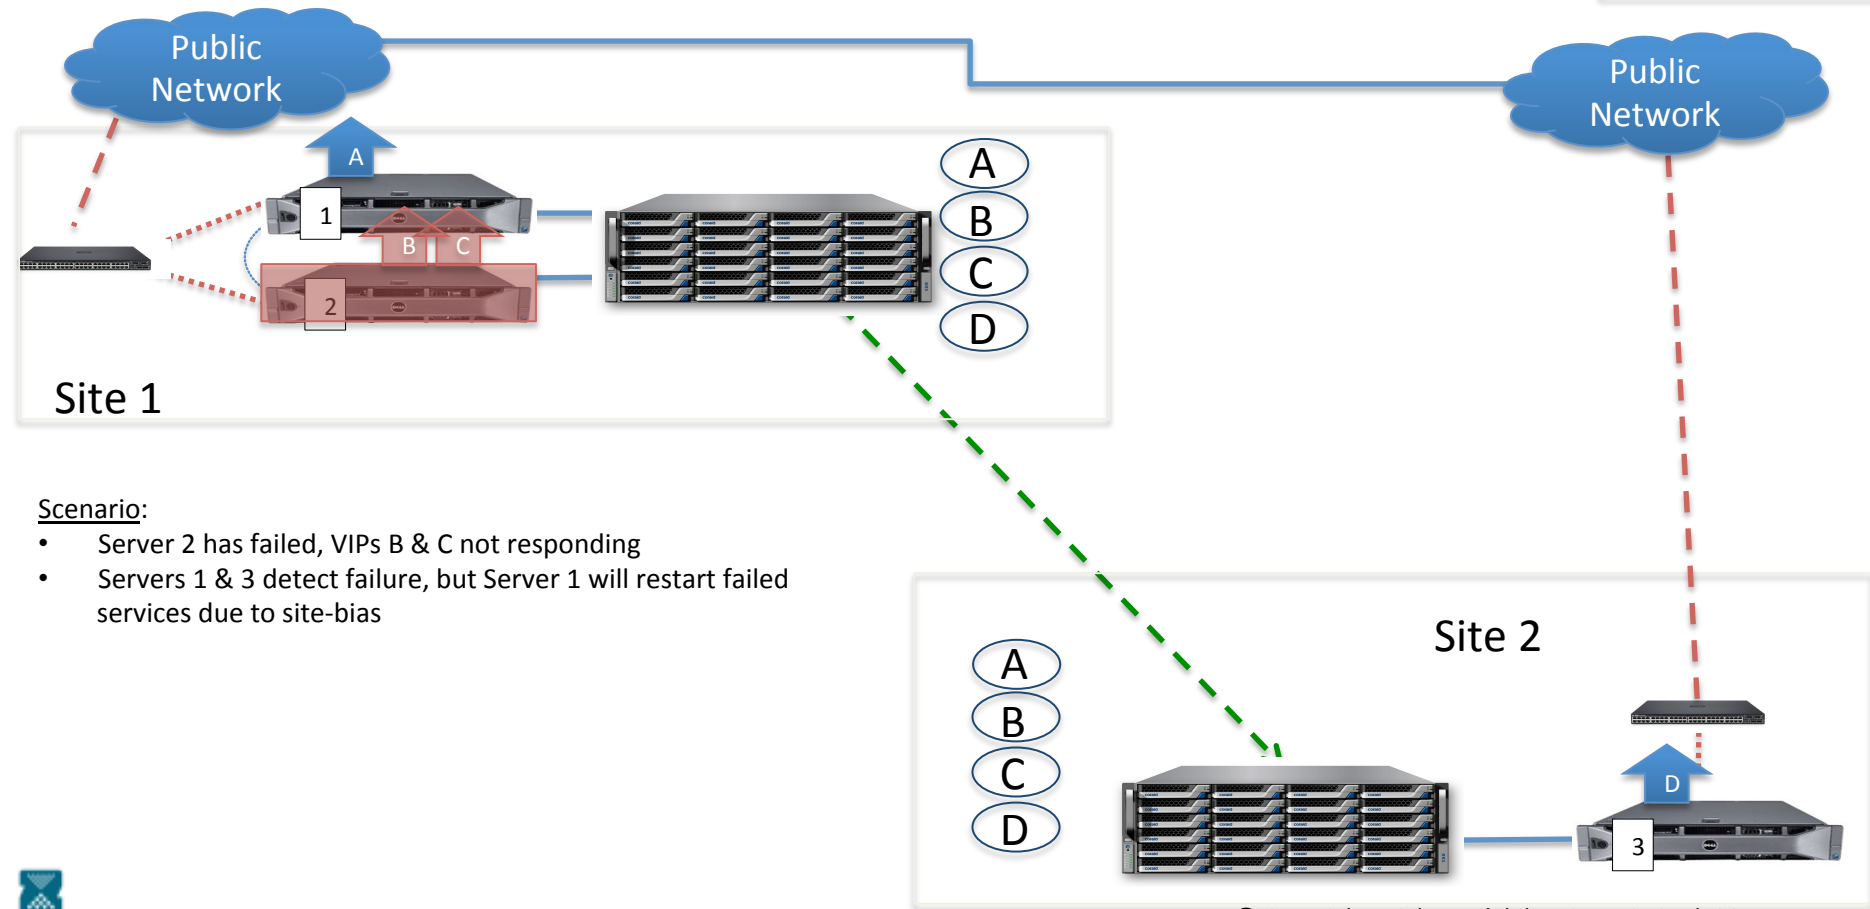 Public
Network
Public
Network
A
1
B
C
2
A
B
C
D
Site 1
Scenario:
• Server 2 has failed, VIPs B & C not responding
• Servers 1 & 3 detect failure, but Server 1 will restart failed
services due to site-bias
Site 2
A
B
C
D
D
3